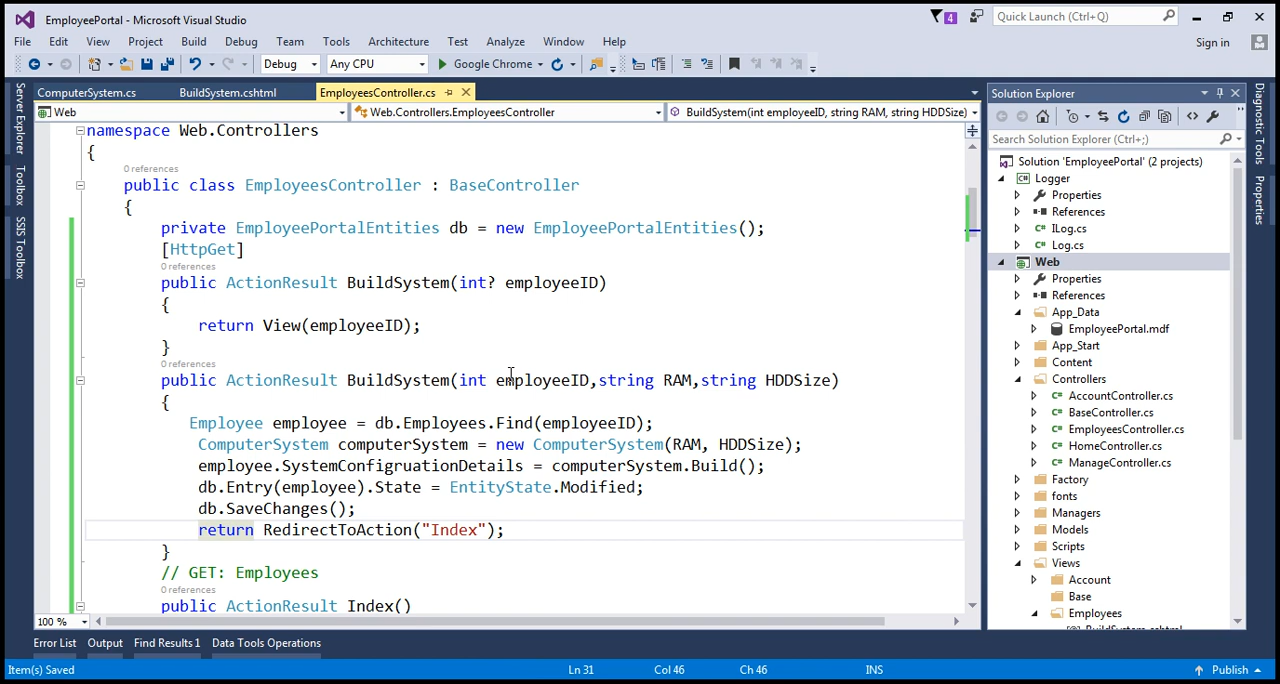 EmployeePortal - Microsoft Visual Studio
4
Quick Launch (Ctrl+Q)
File Edit View Project Build Debug Team Tools Architecture Test Analyze Window Help
Sign in
Debug Any CPU Google Chrome
Server Explorer
Toolbox
SSIS Toolbox
ComputerSystem.cs BuildSystem.cshtml EmployeesController.cs
Web Web.Controllers.EmployeesController BuildSystem(int employeeID, string RAM, string HDDSize)
namespace Web.Controllers
{
0 references
public class EmployeesController : BaseController
{
private EmployeePortalEntities db = new EmployeePortalEntities();
[HttpGet]
0 references
public ActionResult BuildSystem(int? employeeID)
{
return View(employeeID);
}
0 references
public ActionResult BuildSystem(int employeeID,string RAM,string HDDSize)
{
Employee employee = db.Employees.Find(employeeID);
ComputerSystem computerSystem = new ComputerSystem(RAM, HDDSize);
employee.SystemConfigruationDetails = computerSystem.Build();
db.Entry(employee).State = EntityState.Modified;
db.SaveChanges();
return RedirectToAction("Index");
}
// GET: Employees
0 references
public ActionResult Index()
100 %
Solution Explorer
Search Solution Explorer (Ctrl+;)
Solution 'EmployeePortal' (2 projects)
C# Logger
Properties
References
C# ILog.cs
C# Log.cs
Web
Properties
References
App_Data
EmployeePortal.mdf
App_Start
Content
Controllers
C# AccountController.cs
C# BaseController.cs
C# EmployeesController.cs
C# HomeController.cs
C# ManageController.cs
Factory
fonts
Managers
Models
Scripts
Views
Account
Base
Employees
BuildSystem.cshtml
Diagnostic Tools
Properties
Error List Output Find Results 1 Data Tools Operations
Item(s) Saved Ln 31 Col 46 Ch 46 INS Publish